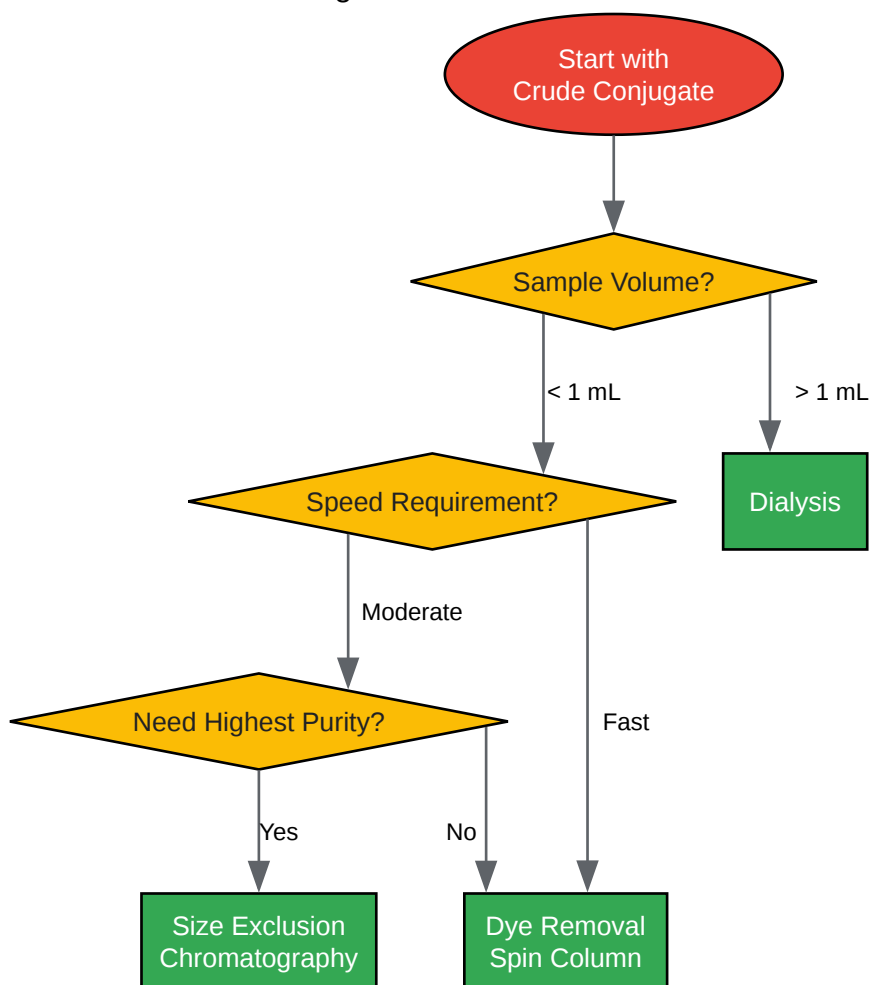 Start with
Crude Conjugate
Sample Volume?
< 1 mL
> 1 mL
Speed Requirement?
Dialysis
Moderate
Need Highest Purity?
Fast
Yes
No
Size Exclusion
Chromatography
Dye Removal
Spin Column